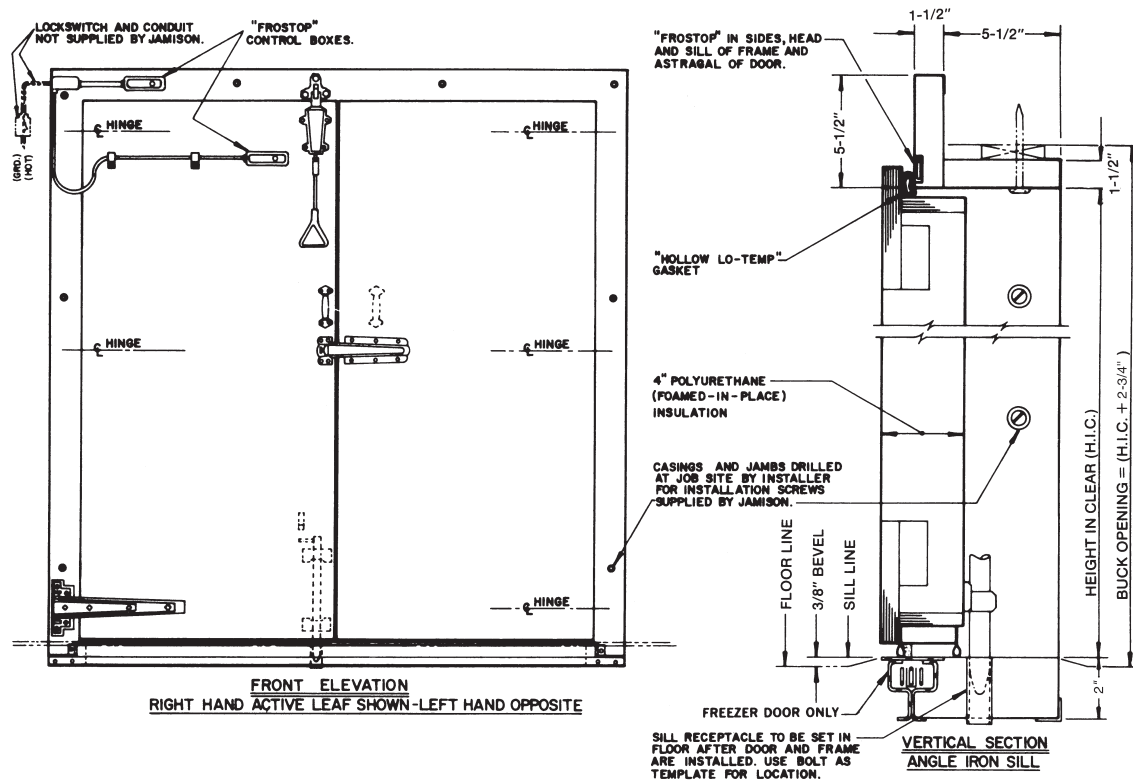 LOCKSWITCH AND CONDUIT
NOT SUPPLIED BY JAMISON.
"FROSTOP"
CONTROL BOXES.
(GRD.)
(HOT)
℄ HINGE
℄ HINGE
℄ HINGE
℄ HINGE
℄ HINGE
FRONT ELEVATION
RIGHT HAND ACTIVE LEAF SHOWN-LEFT HAND OPPOSITE
1-1/2"
5-1/2"
"FROSTOP" IN SIDES, HEAD
AND SILL OF FRAME AND
ASTRAGAL OF DOOR.
5-1/2"
1-1/2"
"HOLLOW LO-TEMP"
GASKET
4" POLYURETHANE
(FOAMED-IN-PLACE)
INSULATION
CASINGS AND JAMBS DRILLED
AT JOB SITE BY INSTALLER
FOR INSTALLATION SCREWS
SUPPLIED BY JAMISON.
FLOOR LINE
3/8" BEVEL
SILL LINE
HEIGHT IN CLEAR (H.I.C.)
BUCK OPENING = (H.I.C. + 2-3/4")
2"
FREEZER DOOR ONLY
SILL RECEPTACLE TO BE SET IN
FLOOR AFTER DOOR AND FRAME
ARE INSTALLED. USE BOLT AS
TEMPLATE FOR LOCATION.
VERTICAL SECTION
ANGLE IRON SILL